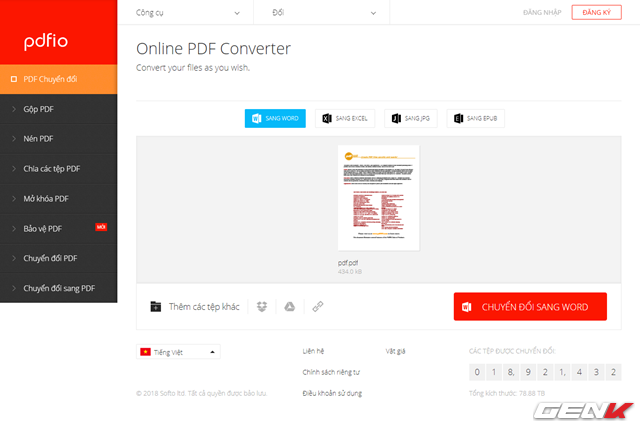 pdfio
Công cụ
Đổi
ĐĂNG NHẬP
ĐĂNG KÝ
PDF Chuyển đổi
Gộp PDF
Nén PDF
Chia các tệp PDF
Mở khóa PDF
Bảo vệ PDF
MỚI
Chuyển đổi PDF
Chuyển đổi sang PDF
Online PDF Converter
Convert your files as you wish.
SANG WORD
SANG EXCEL
SANG JPG
SANG EPUB
pdf.pdf
484.0 kB
Thêm các tệp khác
CHUYỂN ĐỔI SANG WORD
Tiếng Việt
Liên hệ
Vật giá
Chính sách riêng tư
Điều khoản sử dụng
CÁC TỆP ĐƯỢC CHUYỂN ĐỔI:
0 1 8, 9 2 1, 4 3 2
Tổng kích thước: 78.88 TB
© 2018 Softo ltd. Tất cả quyền được bảo lưu.
GENK